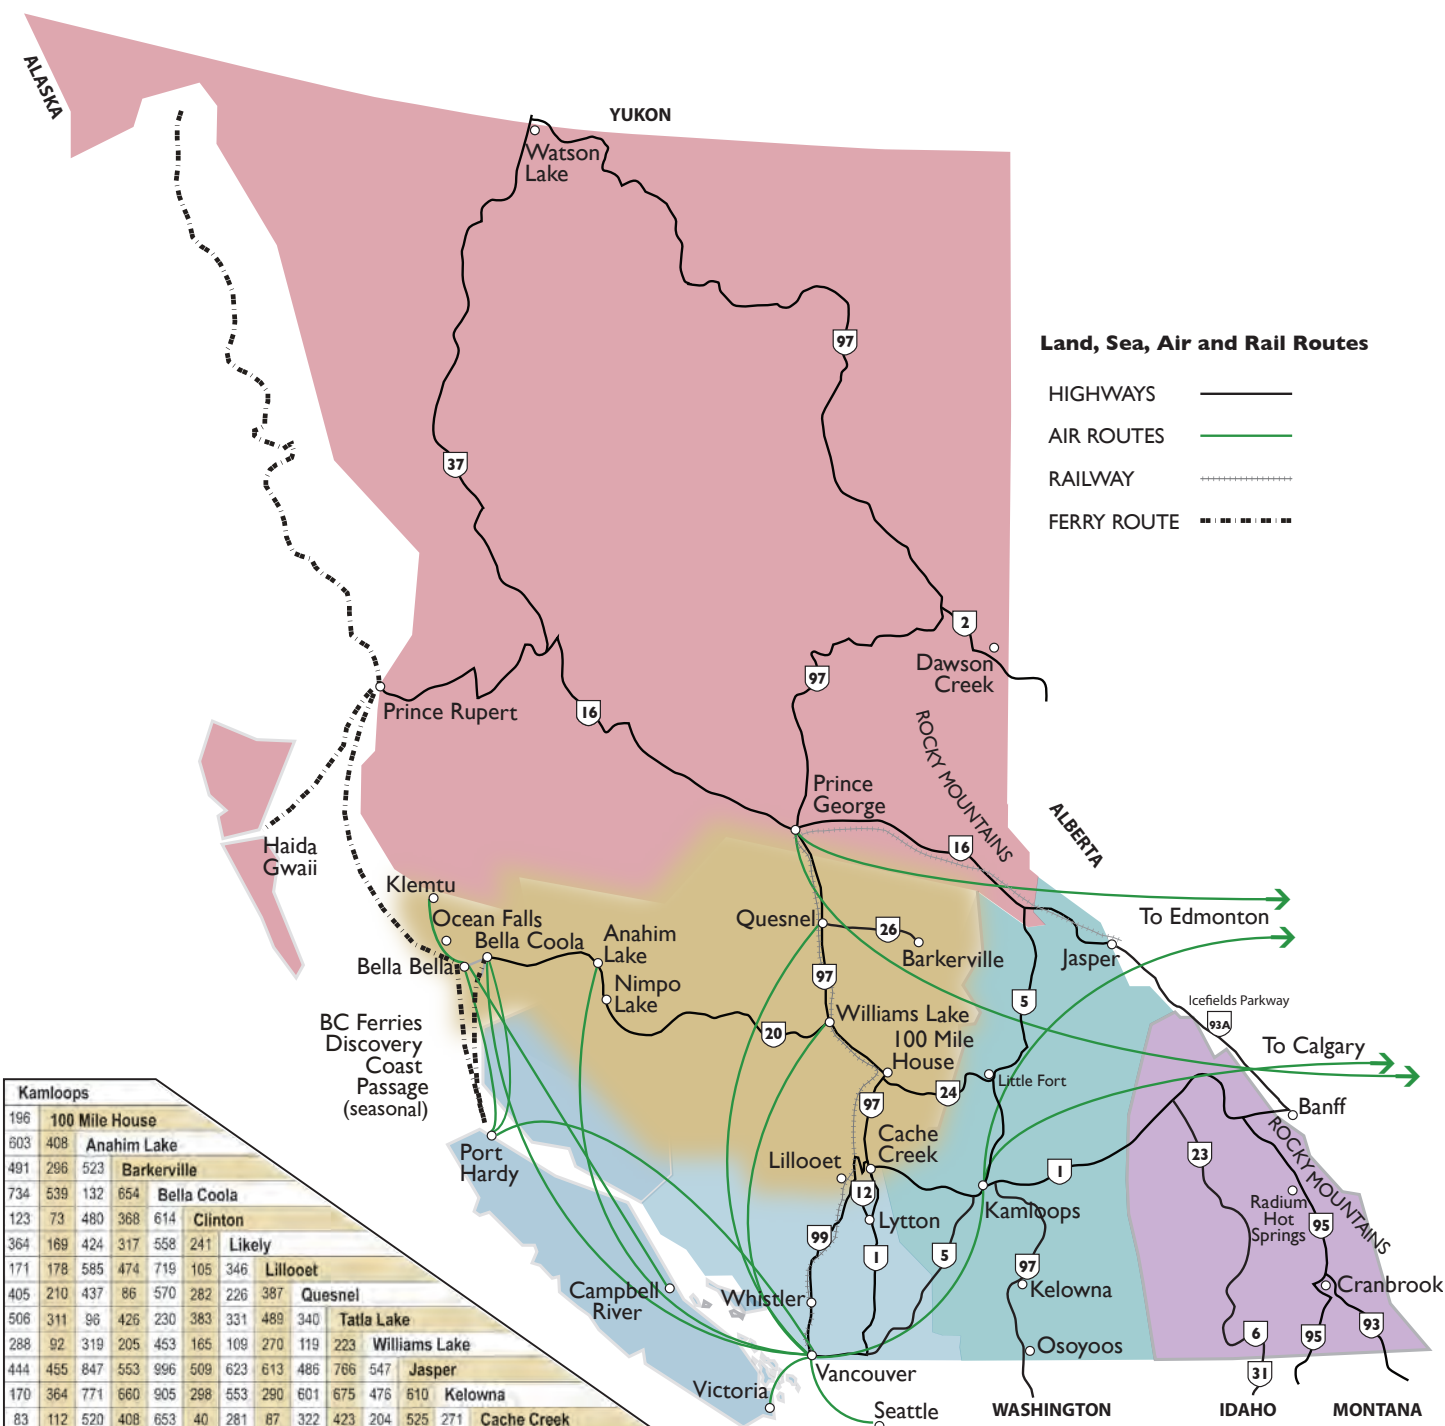 ALASKA
YUKON
Watson
Lake
97
Land, Sea, Air and Rail Routes
HIGHWAYS
AIR ROUTES
RAILWAY
FERRY ROUTE
37
2
Dawson
Creek
97
Prince Rupert
16
ROCKY MOUNTAINS
Prince
George
ALBERTA
16
Haida
Gwaii
Klemtu
Ocean Falls
Bella Coola
Anahim
Lake
Quesnel
26
Barkerville
To Edmonton
Jasper
Bella Bella
Nimpo
Lake
97
5
Icefields Parkway
93A
BC Ferries
Discovery
Coast
Passage
(seasonal)
20
Williams Lake
100 Mile
House
To Calgary
Little Fort
24
Banff
97
Port
Hardy
Cache
Creek
Lillooet
12
1
23
ROCKY MOUNTAINS
Radium
Hot
Springs
95
Kamloops
Lytton
99
1
5
97
Kelowna
Cranbrook
Campbell
River
Whistler
6
95
93
Osoyoos
31
Vancouver
Victoria
Seattle
WASHINGTON
IDAHO
MONTANA
Kamloops
196 100 Mile House
603 408 Anahim Lake
491 296 523 Barkerville
734 539 132 654 Bella Coola
123 73 480 368 614 Clinton
364 169 424 317 558 241 Likely
171 178 585 474 719 105 346 Lillooet
405 210 437 86 570 282 226 387 Quesnel
506 311 96 426 230 383 331 489 340 Tatla Lake
288 92 319 205 453 165 109 270 119 223 Williams Lake
444 455 847 553 996 509 623 613 486 766 547 Jasper
170 364 771 660 905 298 553 290 601 675 476 610 Kelowna
83 112 520 408 653 40 281 87 322 423 204 525 271 Cache Creek